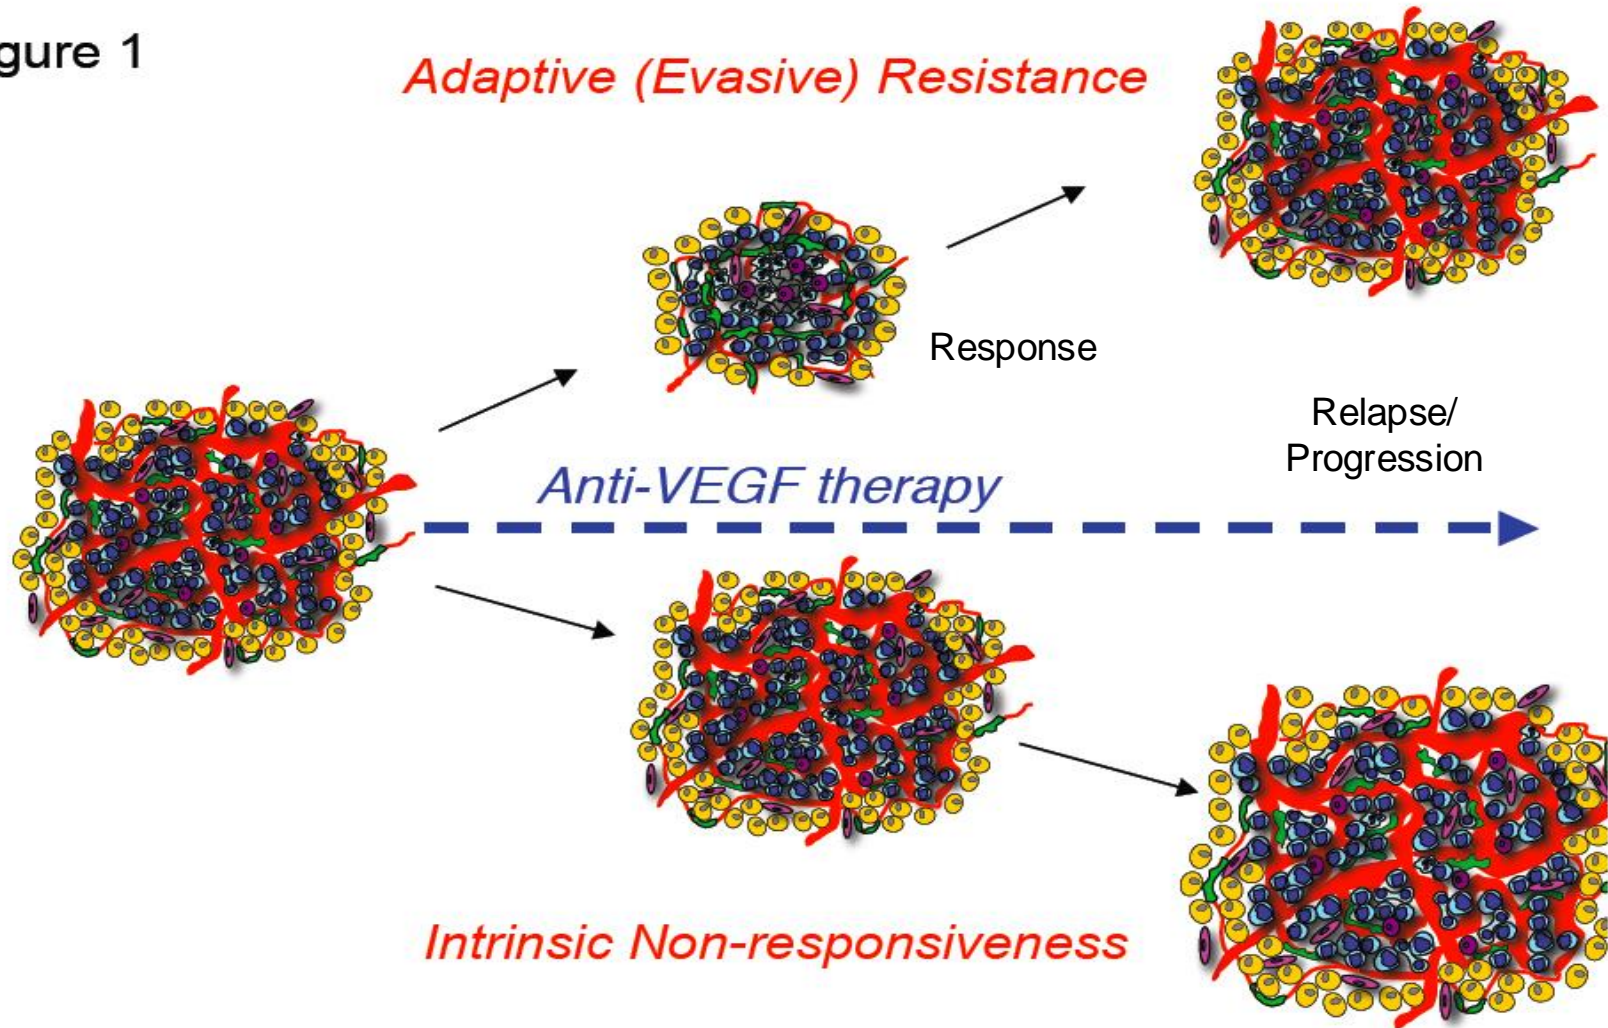 gure 1
Adaptive (Evasive) Resistance
Response
Relapse/
Progression
Anti-VEGF therapy
Intrinsic Non-responsiveness